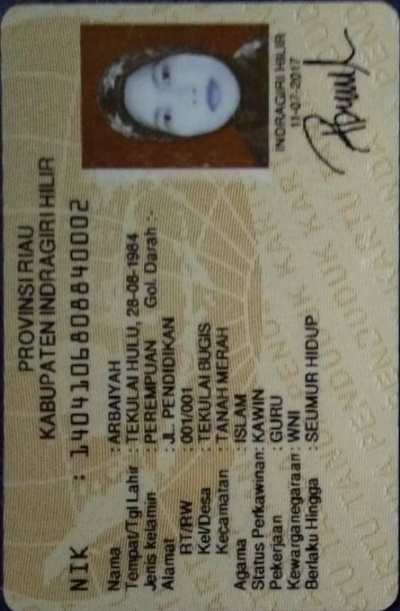 PROVINSI RIAU
KABUPATEN INDRAGIRI HILIR
NIK : 1404106808840002
Nama : ARBAIYAH
Tempat/Tgl Lahir : TEKULAI HULU, 28-08-1984
Jenis kelamin : PEREMPUAN Gol. Darah :-
Alamat : JL. PENDIDIKAN
RT/RW : 001/001
Kel/Desa : TEKULAI BUGIS
Kecamatan : TANAH MERAH
Agama : ISLAM
Status Perkawinan: KAWIN
Pekerjaan : GURU
Kewarganegaraan: WNI
Berlaku Hingga : SEUMUR HIDUP
INDRAGIRI HILIR
11-07-2017